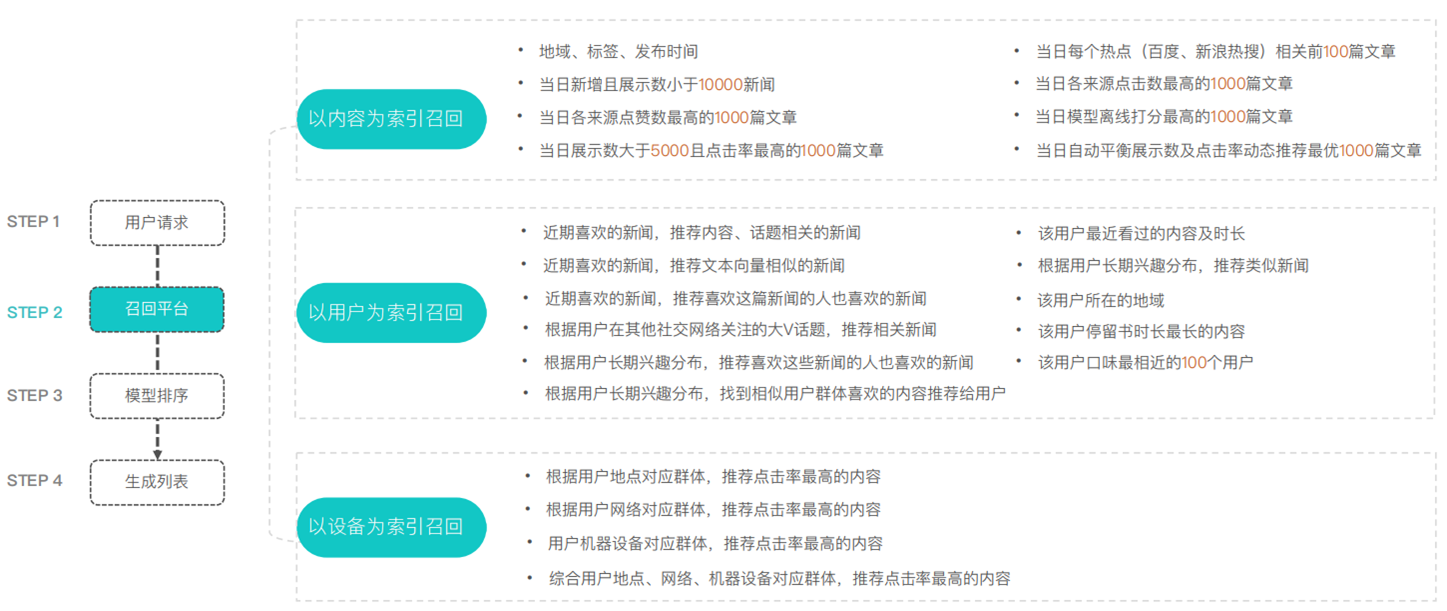 STEP 1
用户请求
STEP 2
召回平台
STEP 3
模型排序
STEP 4
生成列表
以内容为索引召回
• 地域、标签、发布时间
• 当日新增且展示数小于10000新闻
• 当日各来源点赞数最高的1000篇文章
• 当日展示数大于5000且点击率最高的1000篇文章
• 当日每个热点（百度、新浪热搜）相关前100篇文章
• 当日各来源点击数最高的1000篇文章
• 当日模型离线打分最高的1000篇文章
• 当日自动平衡展示数及点击率动态推荐最优1000篇文章
以用户为索引召回
• 近期喜欢的新闻，推荐内容、话题相关的新闻
• 近期喜欢的新闻，推荐文本向量相似的新闻
• 近期喜欢的新闻，推荐喜欢这篇新闻的人也喜欢的新闻
• 根据用户在其他社交网络关注的大V话题，推荐相关新闻
• 根据用户长期兴趣分布，推荐喜欢这些新闻的人也喜欢的新闻
• 根据用户长期兴趣分布，找到相似用户群体喜欢的内容推荐给用户
• 该用户最近看过的内容及时长
• 根据用户长期兴趣分布，推荐类似新闻
• 该用户所在的地域
• 该用户停留书时长最长的内容
• 该用户口味最相近的100个用户
以设备为索引召回
• 根据用户地点对应群体，推荐点击率最高的内容
• 根据用户网络对应群体，推荐点击率最高的内容
• 用户机器设备对应群体，推荐点击率最高的内容
• 综合用户地点、网络、机器设备对应群体，推荐点击率最高的内容